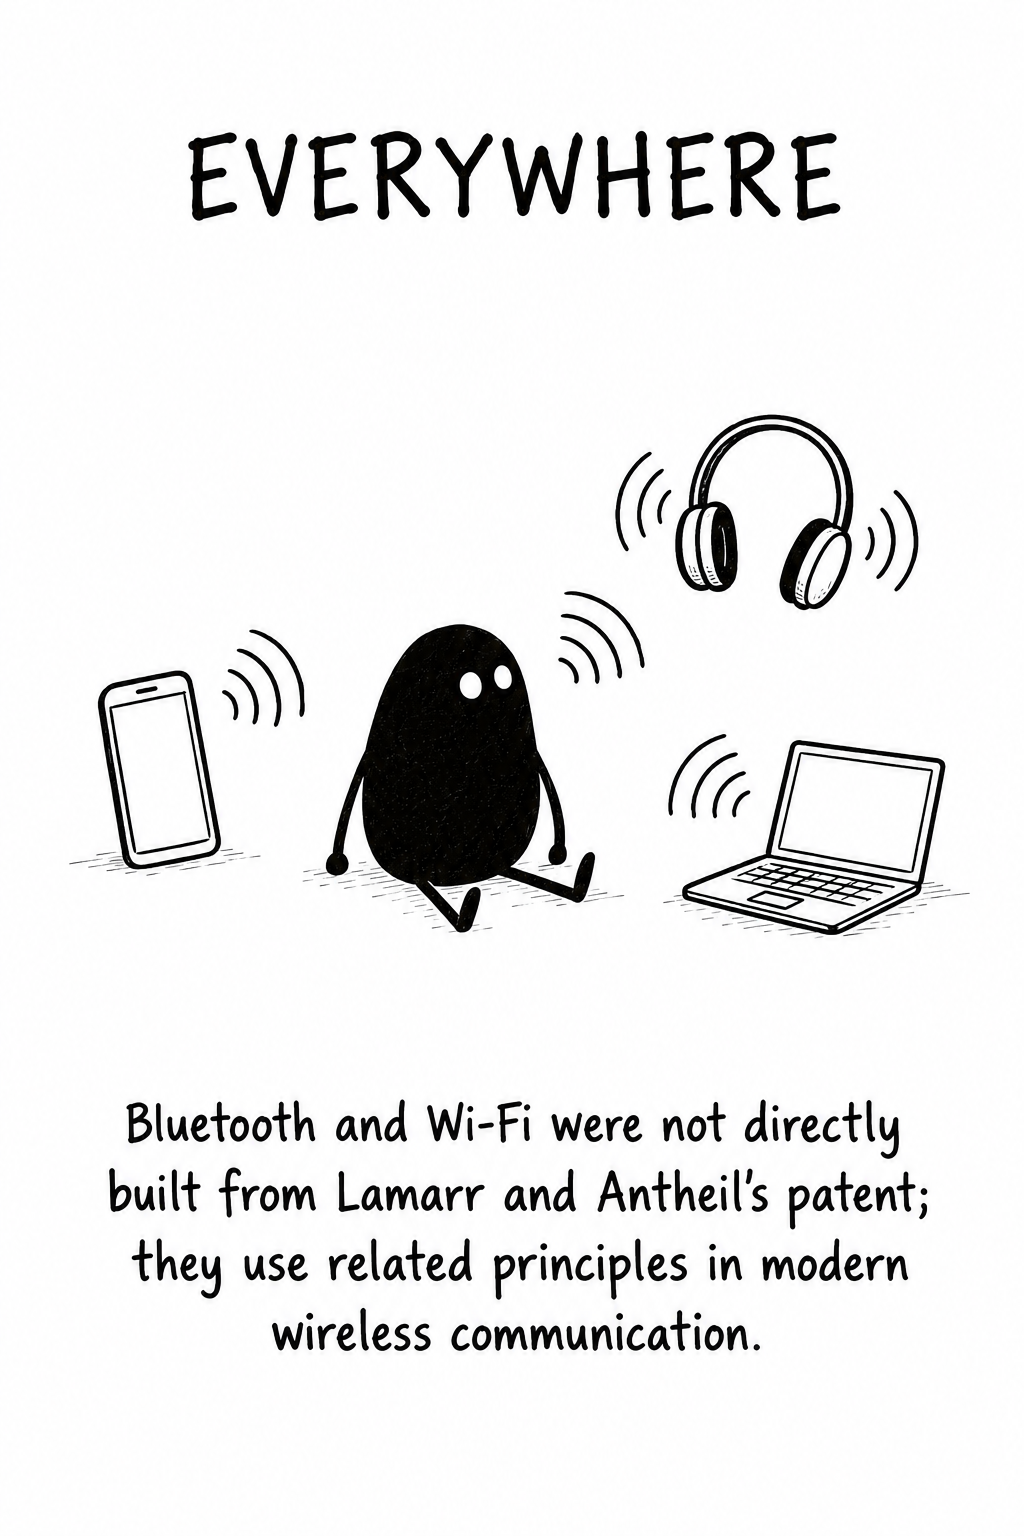 EVERYWHERE
Bluetooth and Wi-Fi were not directly
built from Lamarr and Antheil's patent;
they use related principles in modern
wireless communication.